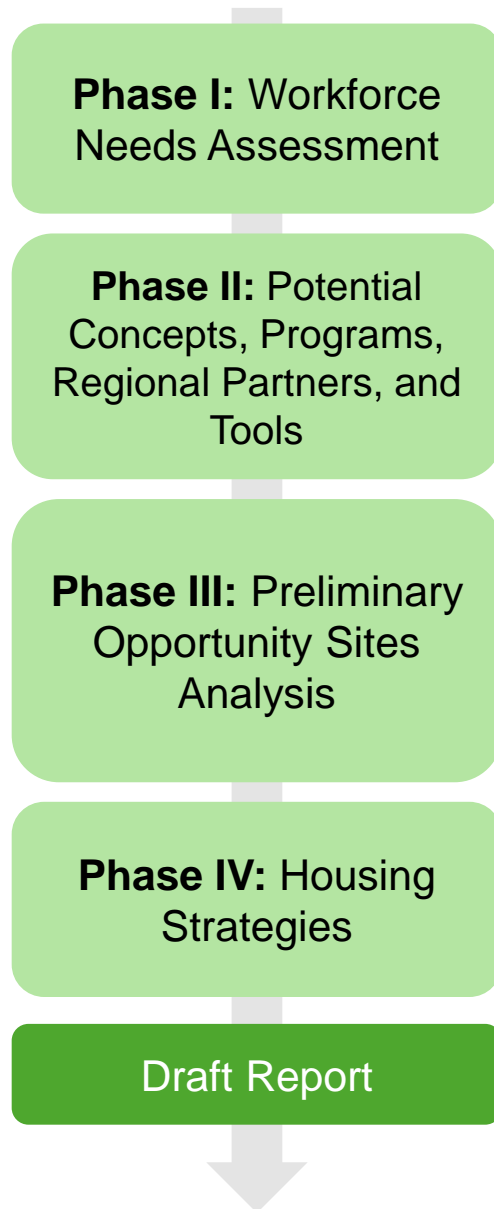 Phase I: Workforce
Needs Assessment
Phase II: Potential
Concepts, Programs,
Regional Partners, and
Tools
Phase III: Preliminary
Opportunity Sites
Analysis
Phase IV: Housing
Strategies
Draft Report